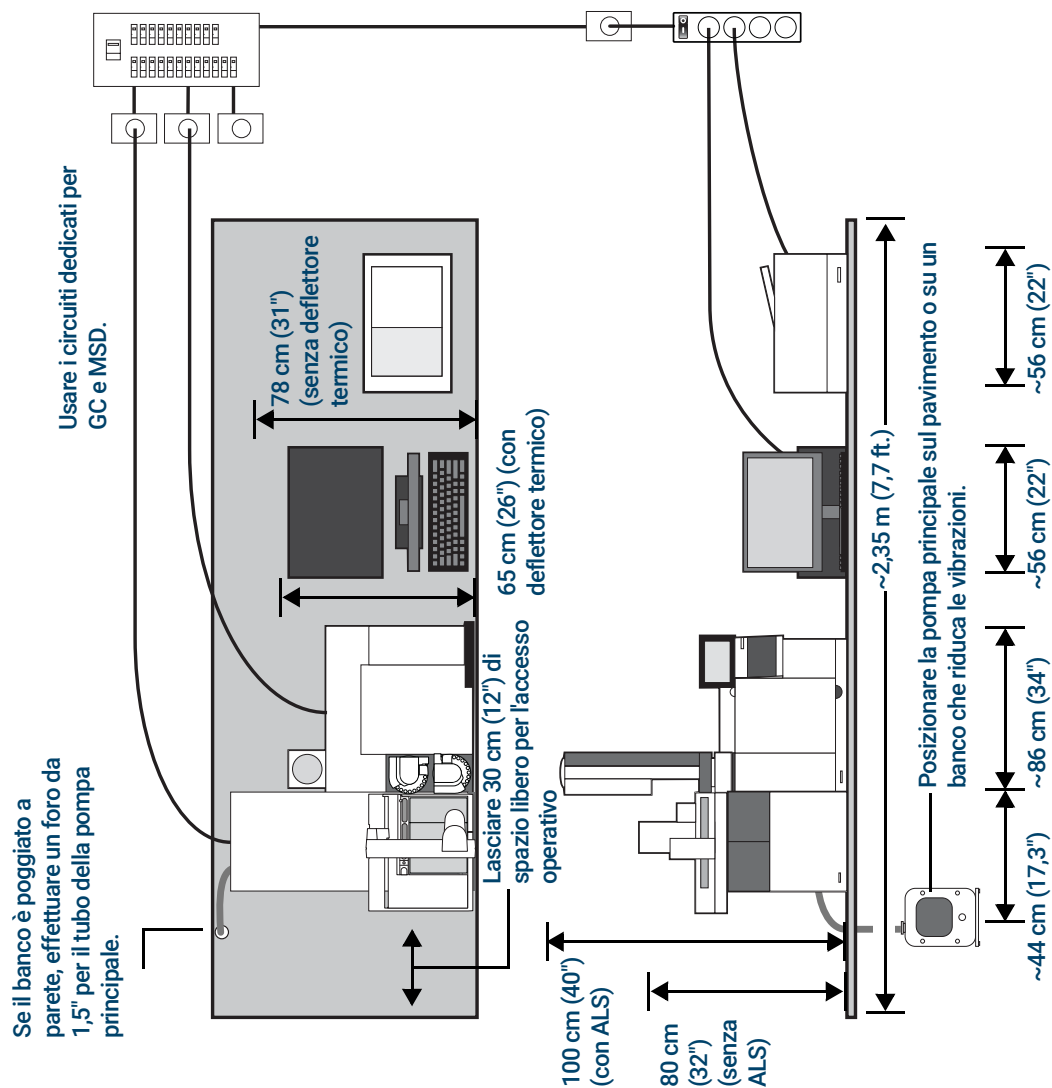 Se il banco è poggiato a
parete, effettuare un foro da
1,5" per il tubo della pompa
principale.
Usare i circuiti dedicati per
GC e MSD.
78 cm (31")
(senza deflettore
termico)
65 cm (26") (con
deflettore termico)
Lasciare 30 cm (12") di
spazio libero per l'accesso
operativo
100 cm (40")
(con ALS)
80 cm
(32")
(senza
ALS)
~2,35 m (7,7 ft.)
Posizionare la pompa principale sul pavimento o su un
banco che riduca le vibrazioni.
~44 cm (17,3")
~86 cm (34")
~56 cm (22")
~56 cm (22")